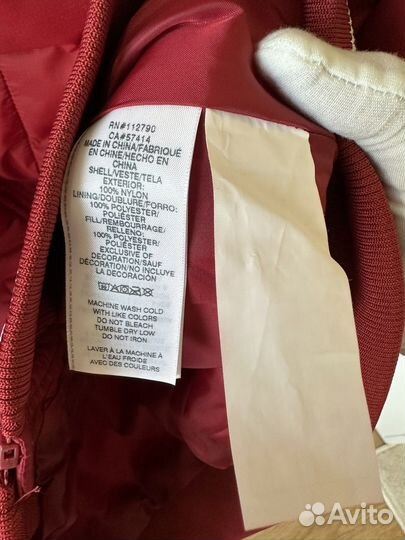 RN#112790
CA#57414
MADE IN CHINA/FABRIQUÉ
EN CHINE/HECHO EN
CHINA
SHELL/VESTE/TELA
EXTERIOR:
100% NYLON
LINING/DOUBLURE/FORRO:
100% POLYESTER/
POLIÉSTER
FILL/REMBOURRAGE/
RELLENO:
100% POLYESTER/
POLIÉSTER
EXCLUSIVE OF
DECORATION/SAUF
DÉCORATION/NO INCLUYE
LA DECORACIÓN
MACHINE WASH COLD
WITH LIKE COLORS
DO NOT BLEACH
TUMBLE DRY LOW
DO NOT IRON
LAVER À LA MACHINE À
L'EAU FROIDE AVEC
AVEC DES COULEURS
Avito